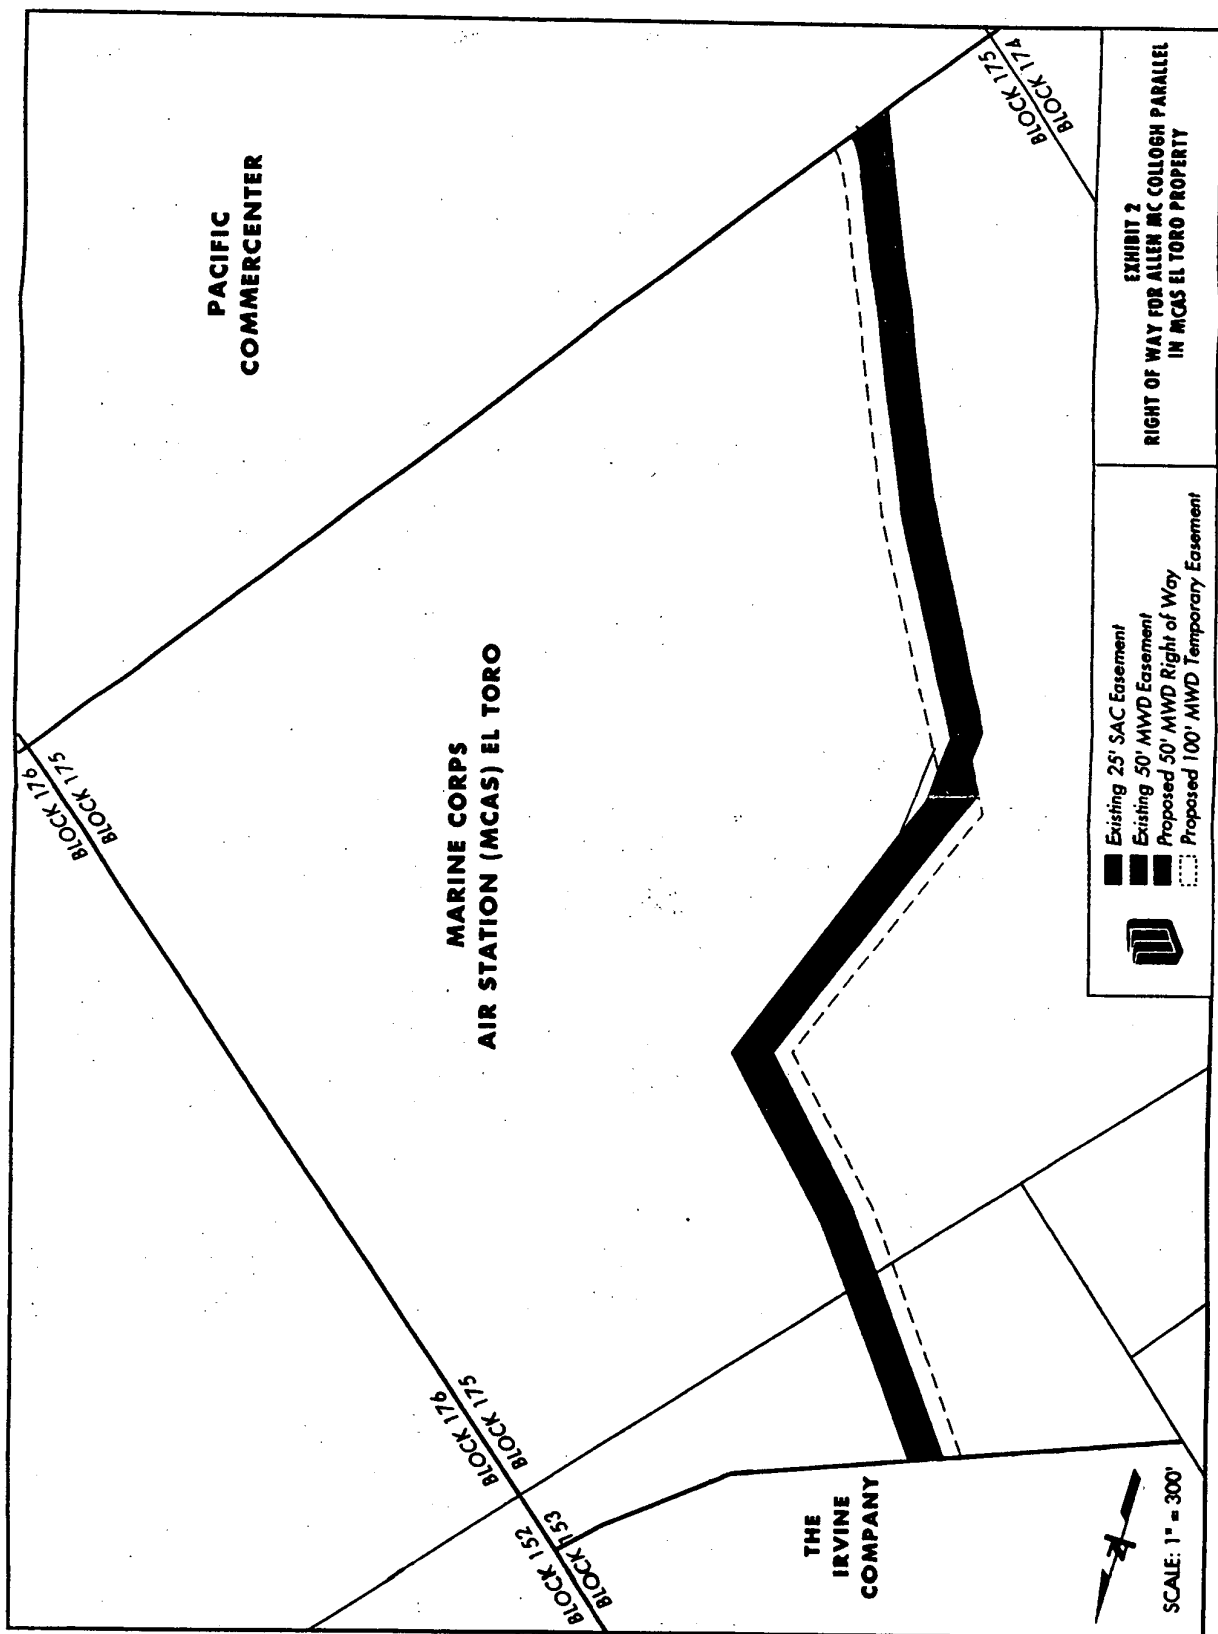 PACIFIC
COMMERCENTER
BLOCK 175
BLOCK 174
BLOCK 176
BLOCK 175
MARINE CORPS
AIR STATION (MCAS) EL TORO
BLOCK 176
BLOCK 175
BLOCK 152
BLOCK 153
THE
IRVINE
COMPANY
SCALE: 1" = 300'
Existing 25' SAC Easement
Existing 50' MWD Easement
Proposed 50' MWD Right of Way
Proposed 100' MWD Temporary Easement
EXHIBIT 2
RIGHT OF WAY FOR ALLEN MC COLLOGH PARALLEL
IN MCAS EL TORO PROPERTY